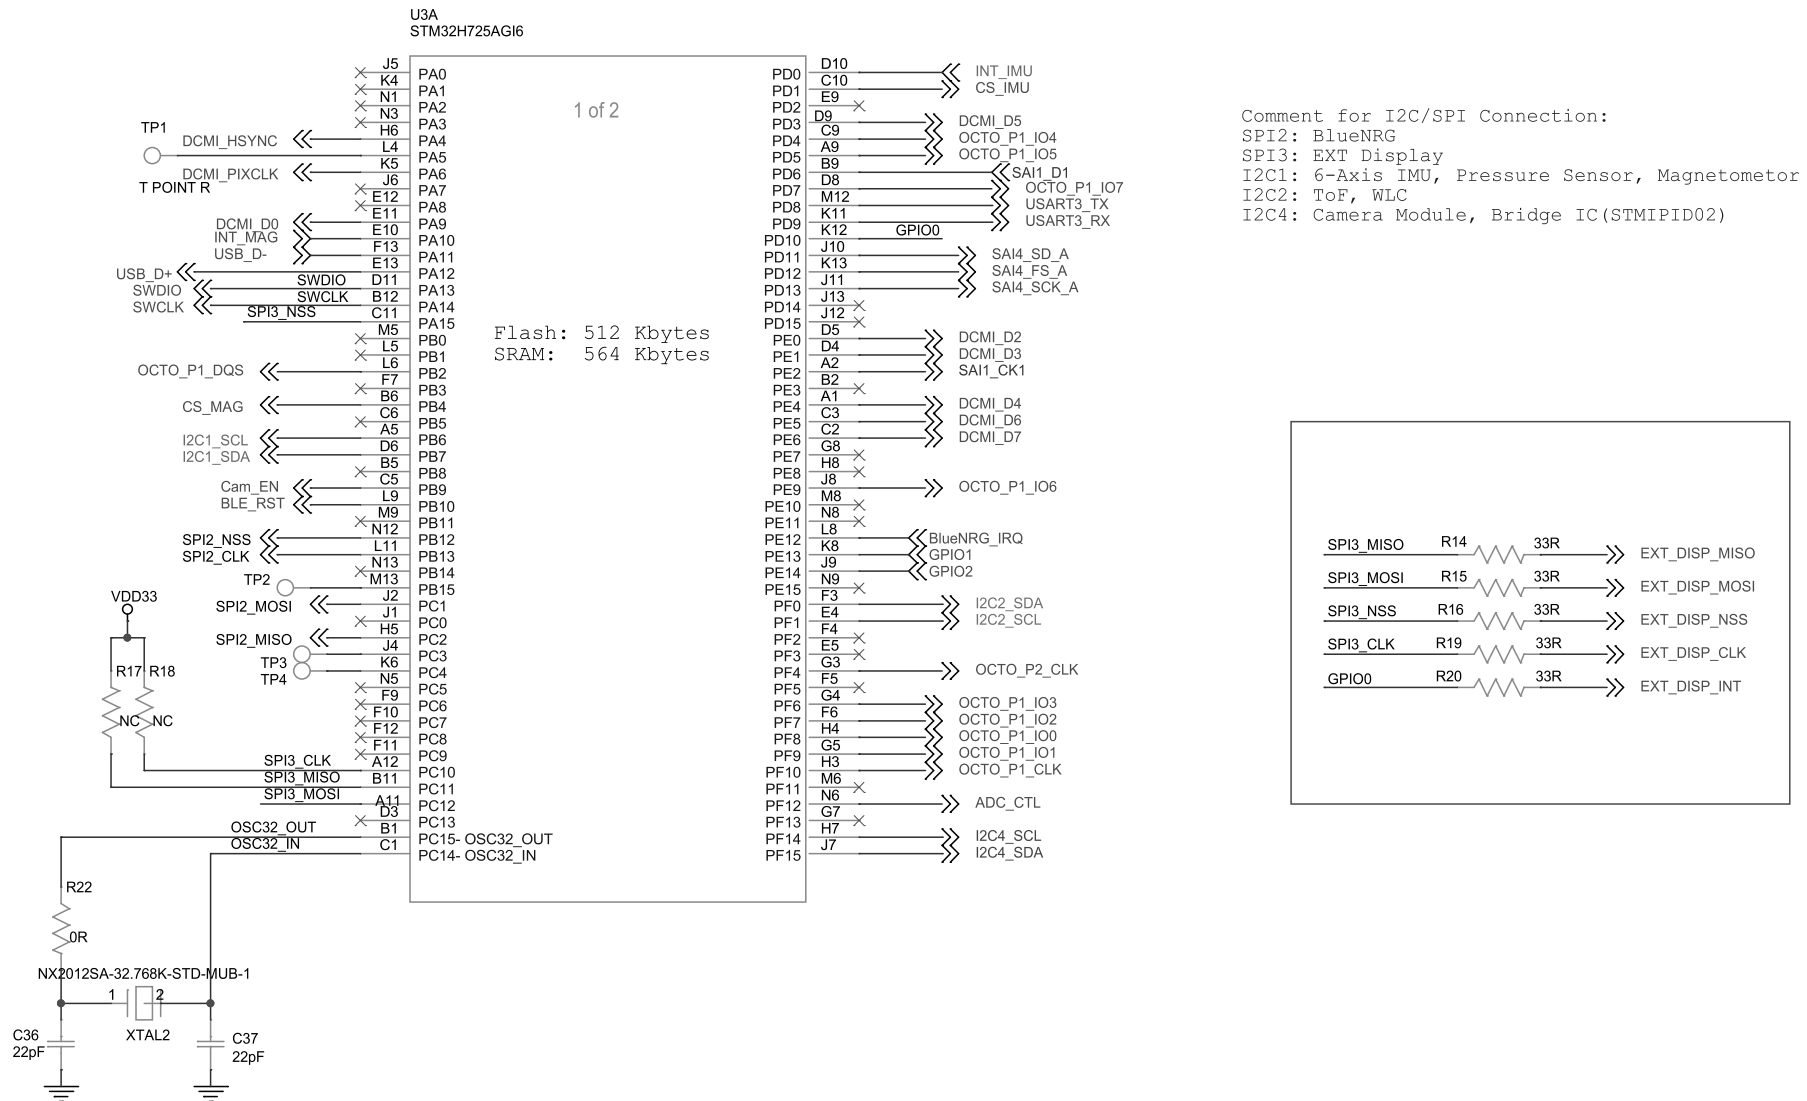 U3A
STM32H725AGI6
1 of 2
Flash: 512 Kbytes
SRAM: 564 Kbytes
J5 PA0
K4 PA1
N1 PA2
N3 PA3
TP1
DCMI_HSYNC H6 PA4
L4 PA5
DCMI_PIXCLK K5 PA6
T POINT R
J6 PA7
E12 PA8
DCMI_D0 E11 PA9
INT_MAG E10 PA10
USB_D- F13 PA11
USB_D+ E13 PA12
SWDIO SWDIO D11 PA13
SWCLK SWCLK B12 PA14
SPI3_NSS C11 PA15
M5 PB0
L5 PB1
OCTO_P1_DQS L6 PB2
F7 PB3
CS_MAG B6 PB4
C6 PB5
I2C1_SCL A5 PB6
I2C1_SDA D6 PB7
B5 PB8
Cam_EN C5 PB9
BLE_RST L9 PB10
M9 PB11
SPI2_NSS N12 PB12
SPI2_CLK L11 PB13
N13 PB14
TP2 M13 PB15
SPI2_MOSI J2 PC1
J1 PC0
SPI2_MISO H5 PC2
TP3 J4 PC3
TP4 K6 PC4
N5 PC5
F9 PC6
F10 PC7
F12 PC8
F11 PC9
SPI3_CLK A12 PC10
SPI3_MISO B11 PC11
SPI3_MOSI A11 PC12
D3 PC13
OSC32_OUT B1 PC15- OSC32_OUT
OSC32_IN C1 PC14- OSC32_IN
VDD33
R17 R18
NC NC
R22
0R
NX2012SA-32.768K-STD-MUB-1
1 2
XTAL2
C36
22pF
C37
22pF
PD0 D10 INT_IMU
PD1 C10 CS_IMU
PD2 E9
PD3 D9 DCMI_D5
PD4 C9 OCTO_P1_IO4
PD5 A9 OCTO_P1_IO5
PD6 B9 SAI1_D1
PD7 D8 OCTO_P1_IO7
PD8 M12 USART3_TX
PD9 K11 USART3_RX
PD10 K12 GPIO0
PD11 J10 SAI4_SD_A
PD12 K13 SAI4_FS_A
PD13 J11 SAI4_SCK_A
PD14 J13
PD15 J12
PE0 D5 DCMI_D2
PE1 D4 DCMI_D3
PE2 A2 SAI1_CK1
PE3 B2
PE4 A1 DCMI_D4
PE5 C3 DCMI_D6
PE6 C2 DCMI_D7
PE7 G8
PE8 H8
PE9 J8 OCTO_P1_IO6
PE10 M8
PE11 N8
PE12 L8 BlueNRG_IRQ
PE13 K8 GPIO1
PE14 J9 GPIO2
PE15 N9
PF0 F3 I2C2_SDA
PF1 E4 I2C2_SCL
PF2 F4
PF3 E5
PF4 G3 OCTO_P2_CLK
PF5 F5
PF6 G4 OCTO_P1_IO3
PF7 F6 OCTO_P1_IO2
PF8 H4 OCTO_P1_IO0
PF9 G5 OCTO_P1_IO1
PF10 H3 OCTO_P1_CLK
PF11 M6
PF12 N6 ADC_CTL
PF13 G7
PF14 H7 I2C4_SCL
PF15 J7 I2C4_SDA
Comment for I2C/SPI Connection:
SPI2: BlueNRG
SPI3: EXT Display
I2C1: 6-Axis IMU, Pressure Sensor, Magnetometor
I2C2: ToF, WLC
I2C4: Camera Module, Bridge IC(STMIPID02)
SPI3_MISO R14 33R EXT_DISP_MISO
SPI3_MOSI R15 33R EXT_DISP_MOSI
SPI3_NSS R16 33R EXT_DISP_NSS
SPI3_CLK R19 33R EXT_DISP_CLK
GPIO0 R20 33R EXT_DISP_INT